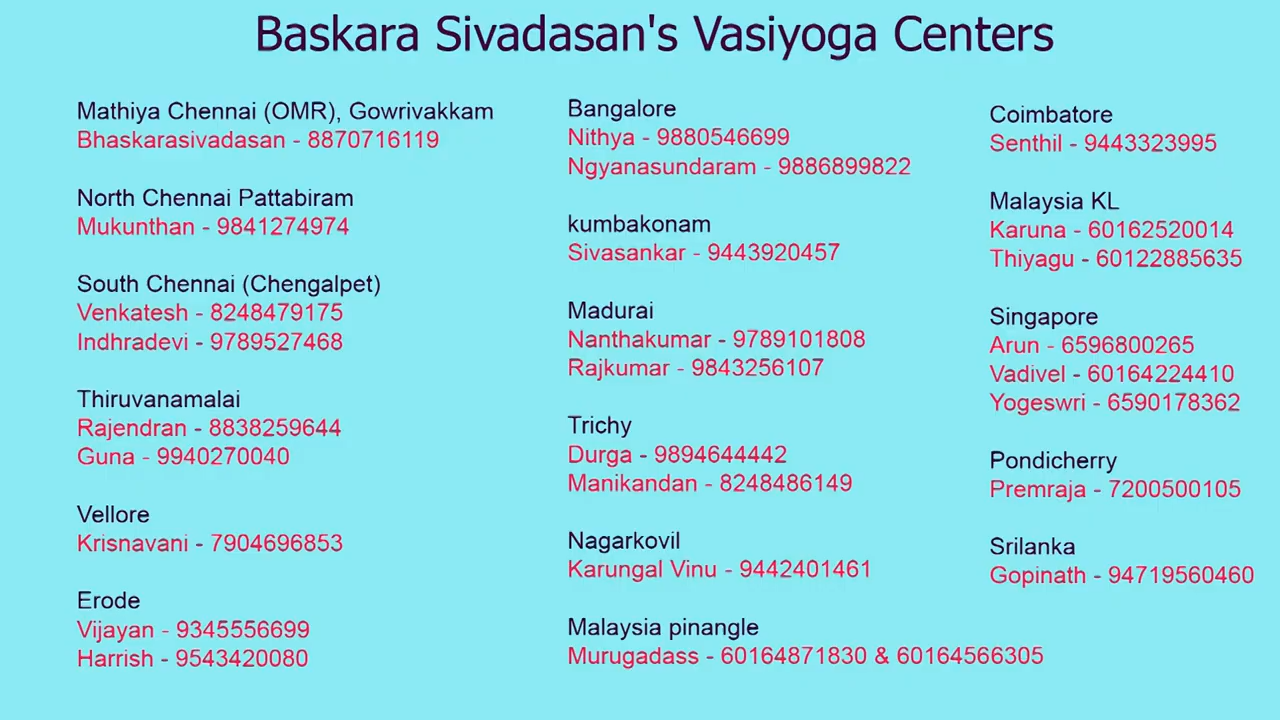 Baskara Sivadasan's Vasiyoga Centers
Mathiya Chennai (OMR), Gowrivakkam
Bhaskarasivadasan - 8870716119
North Chennai Pattabiram
Mukunthan - 9841274974
South Chennai (Chengalpet)
Venkatesh - 8248479175
Indhradevi - 9789527468
Thiruvanamalai
Rajendran - 8838259644
Guna - 9940270040
Vellore
Krisnavani - 7904696853
Erode
Vijayan - 9345556699
Harrish - 9543420080
Bangalore
Nithya - 9880546699
Ngyanasundaram - 9886899822
kumbakonam
Sivasankar - 9443920457
Madurai
Nanthakumar - 9789101808
Rajkumar - 9843256107
Trichy
Durga - 9894644442
Manikandan - 8248486149
Nagarkovil
Karungal Vinu - 9442401461
Malaysia pinangle
Murugadass - 60164871830 & 60164566305
Coimbatore
Senthil - 9443323995
Malaysia KL
Karuna - 60162520014
Thiyagu - 60122885635
Singapore
Arun - 6596800265
Vadivel - 60164224410
Yogeswri - 6590178362
Pondicherry
Premraja - 7200500105
Srilanka
Gopinath - 94719560460